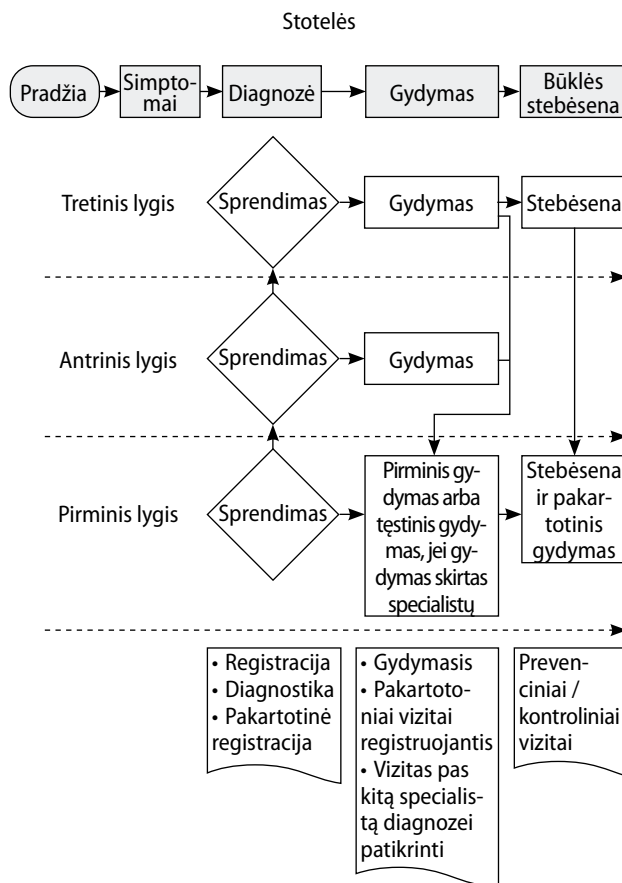 Stotelės
Pradžia
Simpto-
mai
Diagnozė
Gydymas
Būklės
stebėsena
Tretinis lygis
Sprendimas
Gydymas
Stebėsena
Antrinis lygis
Sprendimas
Gydymas
Pirminis lygis
Sprendimas
Pirminis gy-
dymas arba
tęstinis gydy-
mas, jei gy-
dymas skirtas
specialistų
Stebėsena
ir pakar-
totinis
gydymas
• Registracija
• Diagnostika
• Pakartotinė
registracija
• Gydymasis
• Pakartoto-
niai vizitai
registruojantis
• Vizitas pas
kitą specialis-
tą diagnozei
patikrinti
Preven-
ciniai /
kontroliniai
vizitai